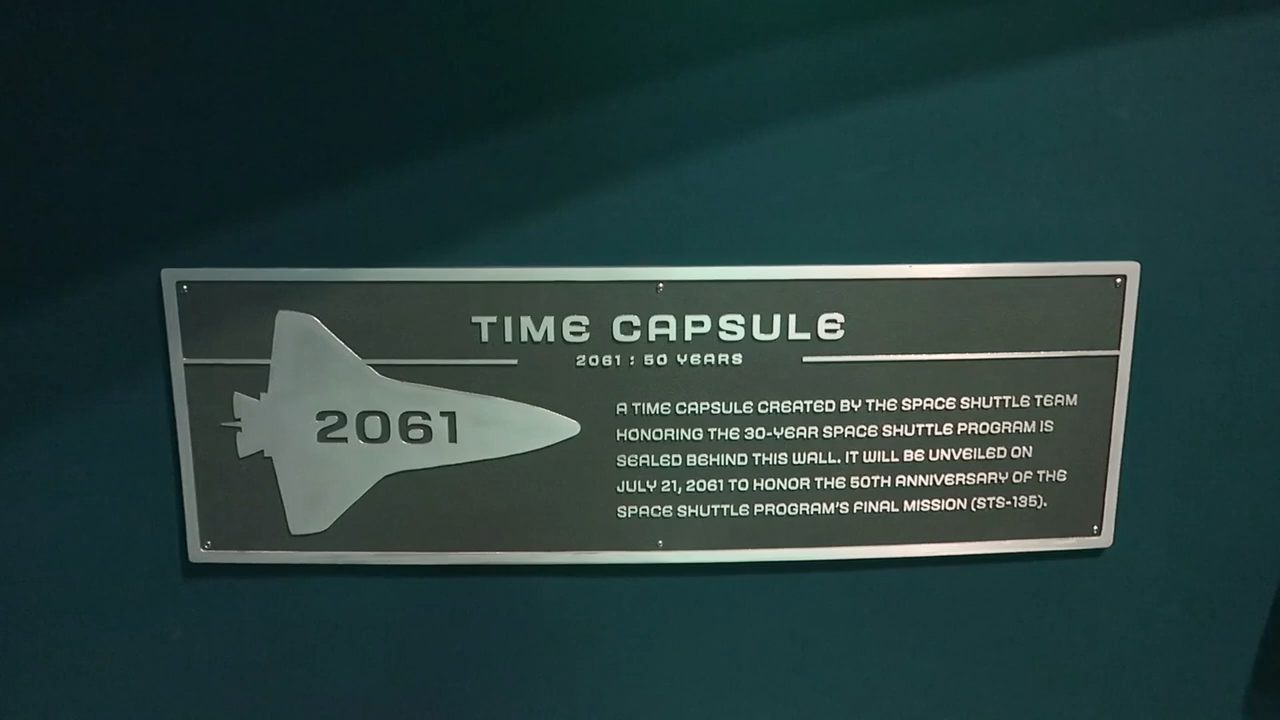 TIME CAPSULE
2061 : 50 YEARS
2061
A TIME CAPSULE CREATED BY THE SPACE SHUTTLE TEAM
HONORING THE 30-YEAR SPACE SHUTTLE PROGRAM IS
SEALED BEHIND THIS WALL. IT WILL BE UNVEILED ON
JULY 21, 2061 TO HONOR THE 50TH ANNIVERSARY OF THE
SPACE SHUTTLE PROGRAM'S FINAL MISSION (STS-135).